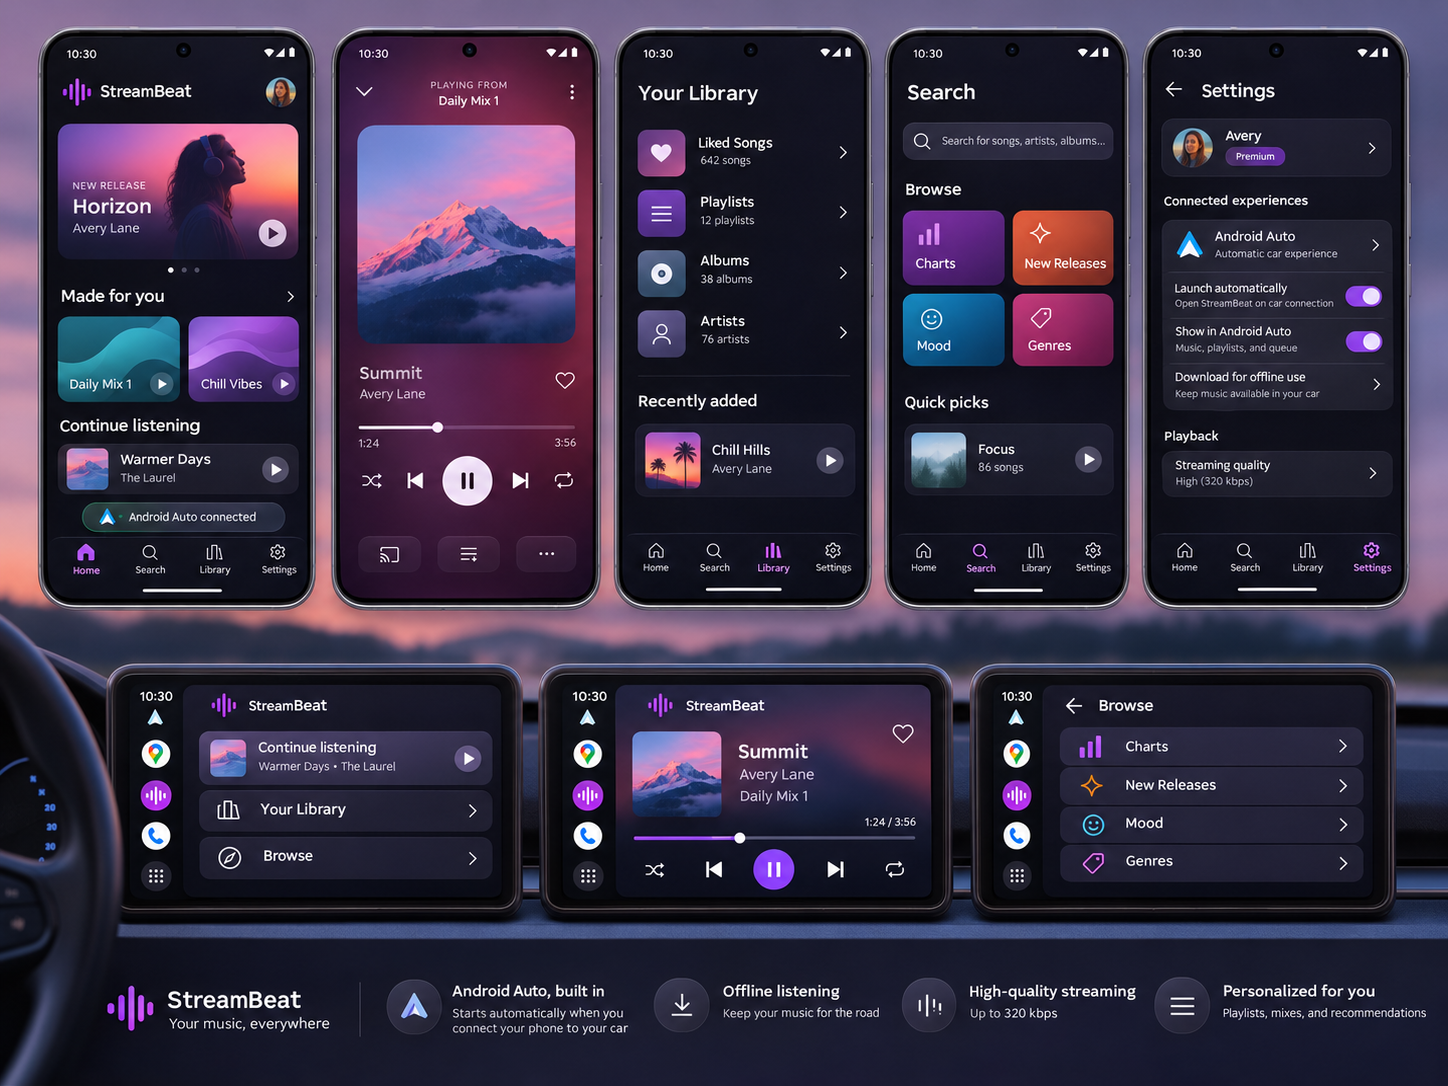 10:30
StreamBeat
NEW RELEASE
Horizon
Avery Lane
Made for you
Daily Mix 1
Chill Vibes
Continue listening
Warmer Days
The Laurel
Android Auto connected
Home
Search
Library
Settings
10:30
PLAYING FROM
Daily Mix 1
Summit
Avery Lane
1:24
3:56
10:30
Your Library
Liked Songs
642 songs
Playlists
12 playlists
Albums
38 albums
Artists
76 artists
Recently added
Chill Hills
Avery Lane
Home
Search
Library
Settings
10:30
Search
Search for songs, artists, albums...
Browse
Charts
New Releases
Mood
Genres
Quick picks
Focus
86 songs
Home
Search
Library
Settings
10:30
Settings
Avery
Premium
Connected experiences
Android Auto
Automatic car experience
Launch automatically
Open StreamBeat on car connection
Show in Android Auto
Music, playlists, and queue
Download for offline use
Keep music available in your car
Playback
Streaming quality
High (320 kbps)
Home
Search
Library
Settings
10:30
StreamBeat
Continue listening
Warmer Days • The Laurel
Your Library
Browse
10:30
StreamBeat
Summit
Avery Lane
Daily Mix 1
1:24 / 3:56
10:30
Browse
Charts
New Releases
Mood
Genres
20
30
StreamBeat
Your music, everywhere
Android Auto, built in
Starts automatically when you
connect your phone to your car
Offline listening
Keep your music for the road
High-quality streaming
Up to 320 kbps
Personalized for you
Playlists, mixes, and recommendations